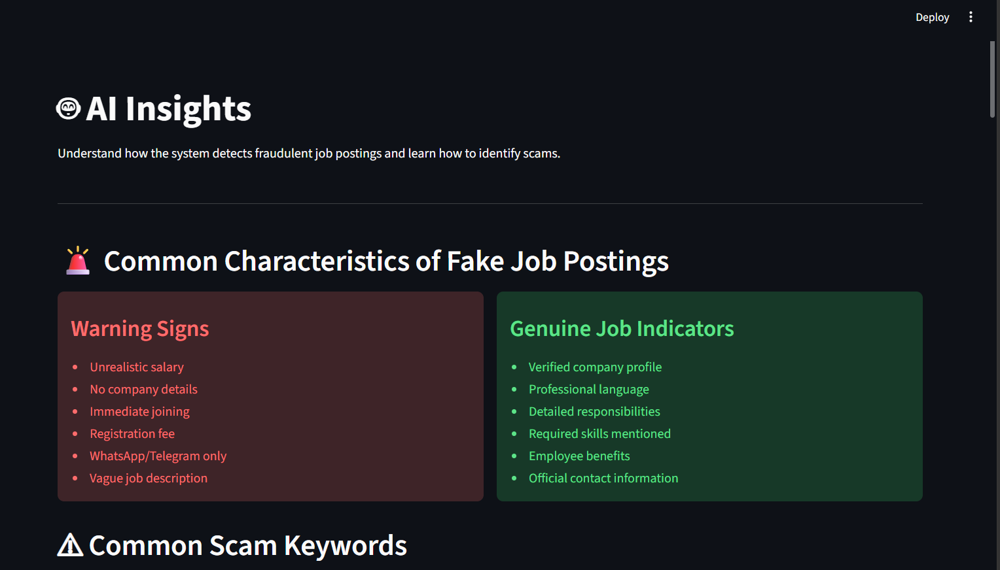 Deploy
AI Insights
Understand how the system detects fraudulent job postings and learn how to identify scams.
Common Characteristics of Fake Job Postings
Warning Signs
Unrealistic salary
No company details
Immediate joining
Registration fee
WhatsApp/Telegram only
Vague job description
Genuine Job Indicators
Verified company profile
Professional language
Detailed responsibilities
Required skills mentioned
Employee benefits
Official contact information
Common Scam Keywords